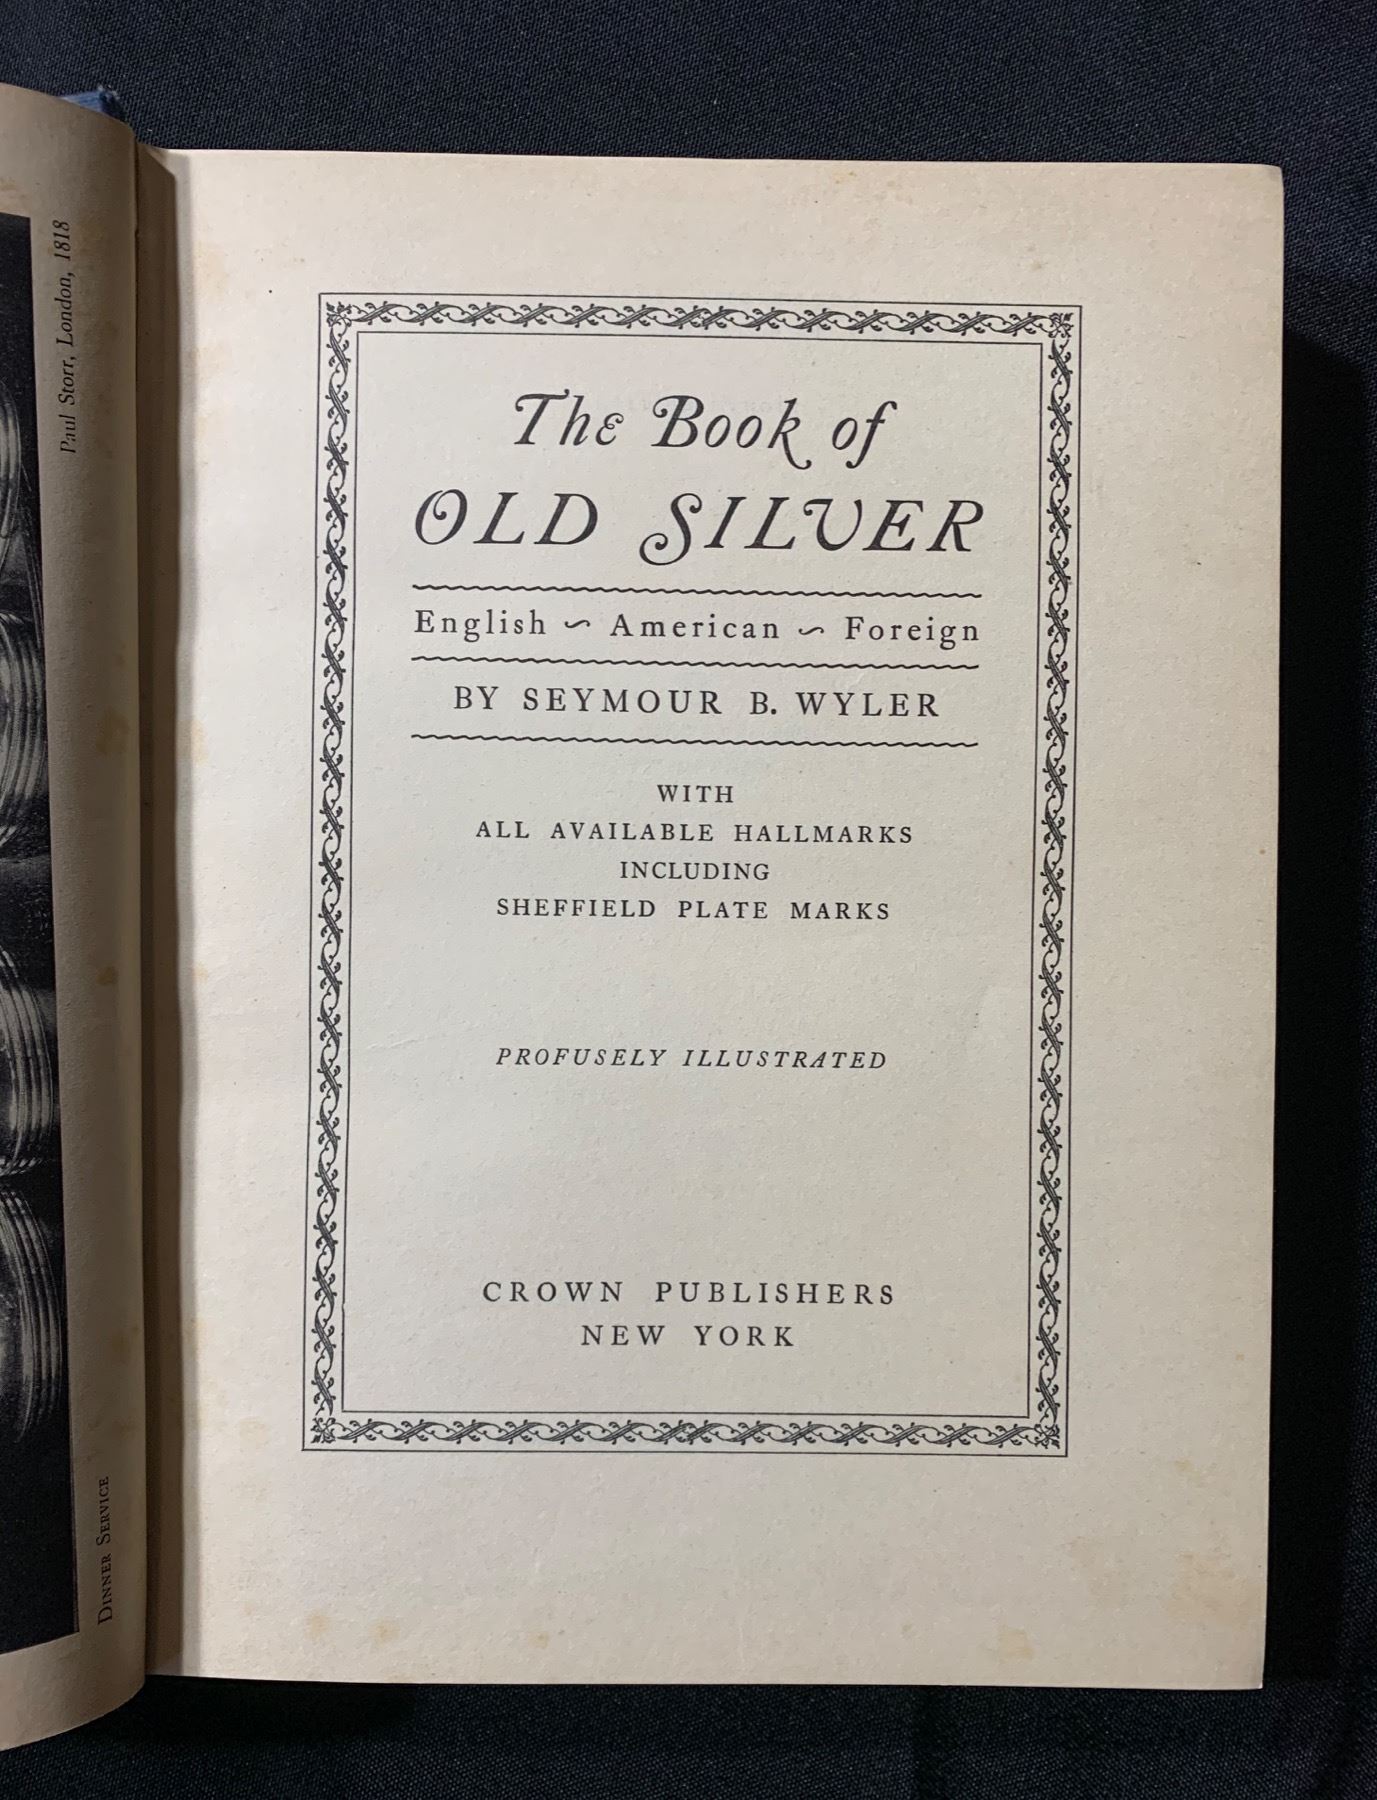 Paul Storr, London, 1818
DINNER SERVICE
The Book of
OLD SILVER
English ~ American ~ Foreign
BY SEYMOUR B. WYLER
WITH
ALL AVAILABLE HALLMARKS
INCLUDING
SHEFFIELD PLATE MARKS
PROFUSELY ILLUSTRATED
CROWN PUBLISHERS
NEW YORK